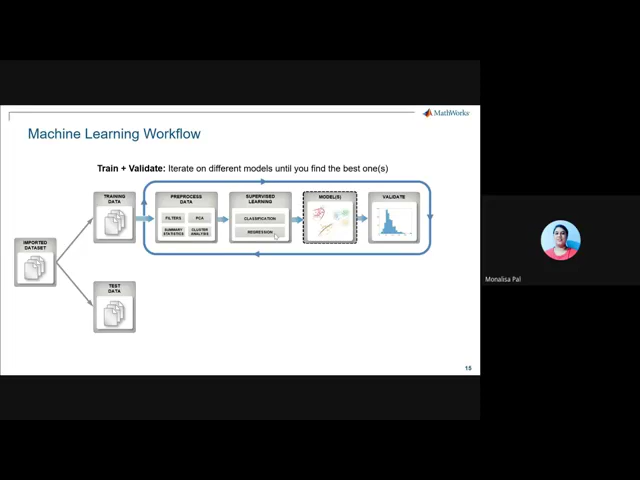 MathWorks
Machine Learning Workflow
Train + Validate: Iterate on different models until you find the best one(s)
TRAINING
DATA
PREPROCESS
DATA
FILTERS
PCA
SUMMARY
STATISTICS
CLUSTER
ANALYSIS
SUPERVISED
LEARNING
CLASSIFICATION
REGRESSION
MODEL(S)
VALIDATE
IMPORTED
DATASET
TEST
DATA
15
Monalisa Pal